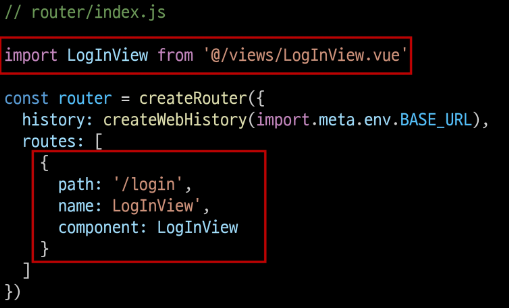 // router/index.js
import LogInView from '@/views/LogInView.vue'
const router = createRouter({
history: createWebHistory(import.meta.env.BASE_URL),
routes: [
{
path: '/login',
name: LogInView',
component: LogInView
}
]
})